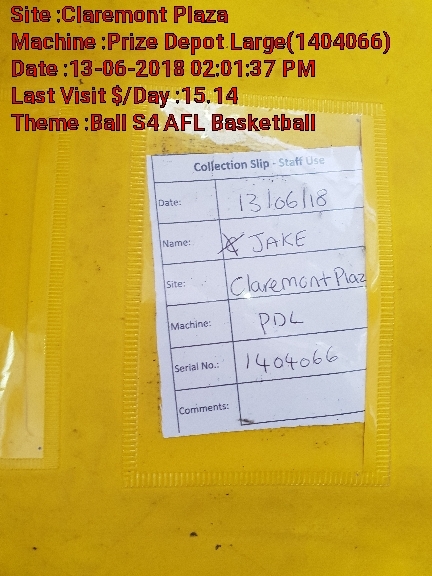 Site :Claremont Plaza
Machine :Prize Depot Large(1404066)
Date :13-06-2018 02:01:37 PM
Last Visit $/Day :15.14
Theme :Ball S4 AFL Basketball
Collection Slip - Staff Use
Date: 13/06/18
Name: JAKE
Site: Claremont Plaz
Machine: PDL
Serial No.: 1404066
Comments: